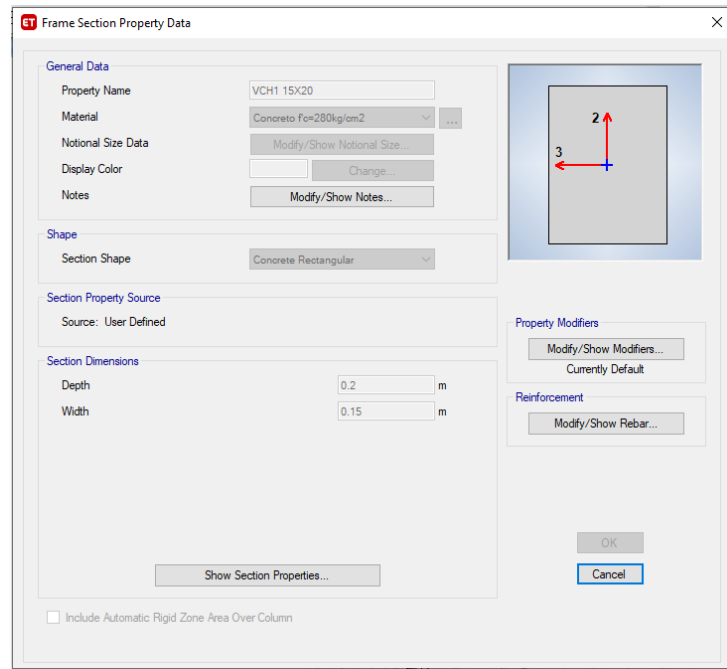 ET Frame Section Property Data
General Data
Property Name VCH1 15X20
Material Concreto f'c=280kg/cm2 ...
Notional Size Data Modify/Show Notional Size...
Display Color Change...
Notes Modify/Show Notes...
2
3
Shape
Section Shape Concrete Rectangular
Section Property Source
Source: User Defined
Property Modifiers
Modify/Show Modifiers...
Currently Default
Section Dimensions
Depth 0.2 m
Width 0.15 m
Reinforcement
Modify/Show Rebar...
OK
Show Section Properties...
Cancel
Include Automatic Rigid Zone Area Over Column